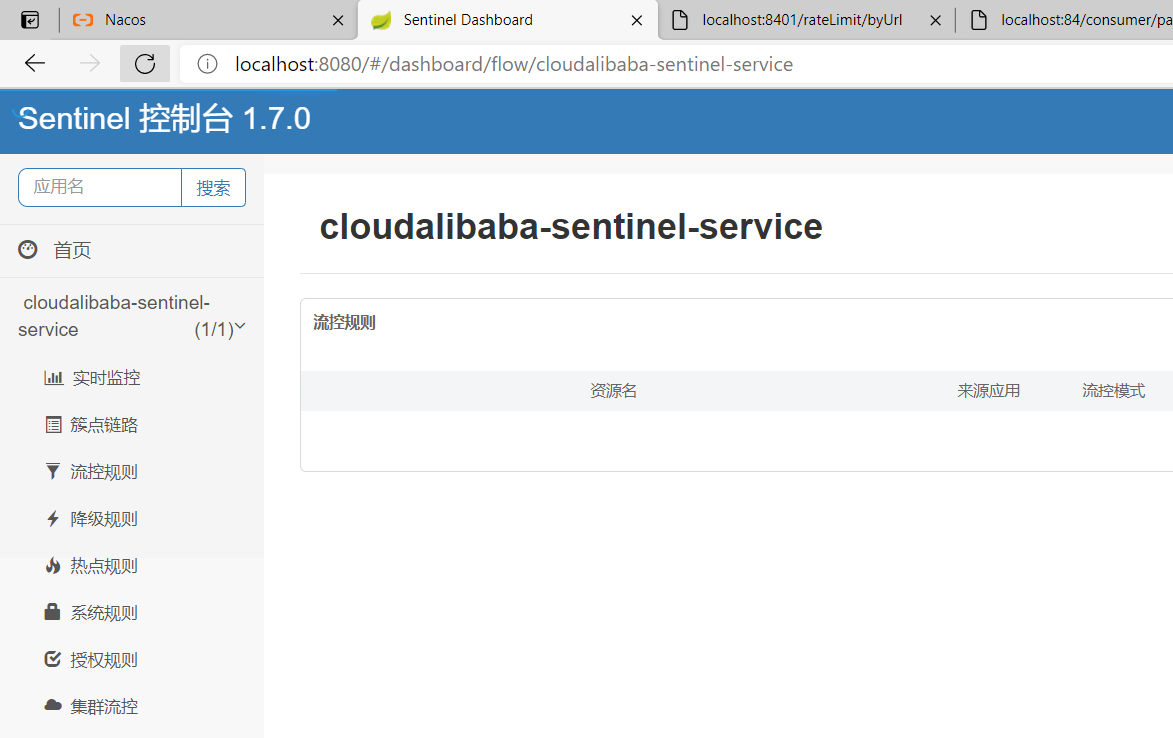 Nacos
Sentinel Dashboard
localhost:8401/rateLimit/byUrl
localhost:84/consumer/pa
localhost:8080/#/dashboard/flow/cloudalibaba-sentinel-service
Sentinel 控制台 1.7.0
应用名
搜索
首页
cloudalibaba-sentinel-
service (1/1)
实时监控
簇点链路
流控规则
降级规则
热点规则
系统规则
授权规则
集群流控
cloudalibaba-sentinel-service
流控规则
资源名 来源应用 流控模式